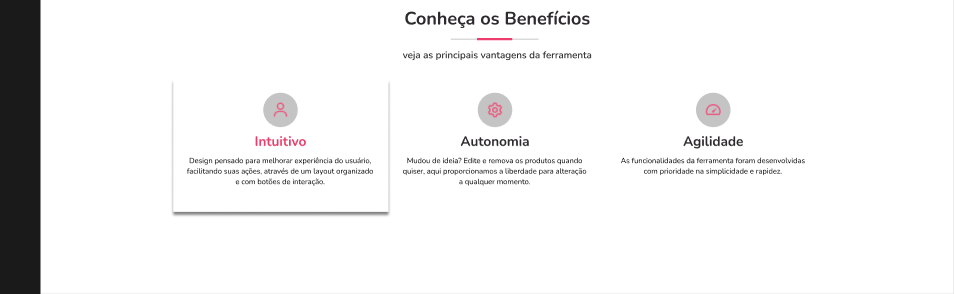 Conheça os Benefícios
veja as principais vantagens da ferramenta
Intuitivo
Design pensado para melhorar experiência do usuário,
facilitando suas ações, através de um layout organizado
e com botões de interação.
Autonomia
Mudou de ideia? Edite e remova os produtos quando
quiser, aqui proporcionamos a liberdade para alteração
a qualquer momento.
Agilidade
As funcionalidades da ferramenta foram desenvolvidas
com prioridade na simplicidade e rapidez.